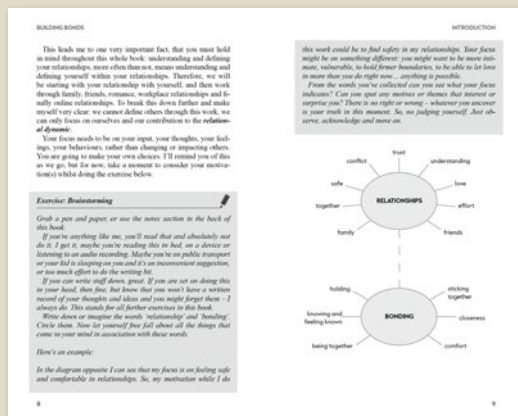 BUILDING BONDS
This leads me to one very important fact, that you must hold
in mind throughout this whole book: understanding and defining
your relationships, more often than not, means understanding and
defining yourself within your relationships. Therefore, we will
be starting with your relationship with yourself, and then work
through family, friends, romance, workplace relationships and fi-
nally online relationships. To break this down further and make
myself very clear: we cannot define others through this work, we
can only focus on ourselves and our contribution to the relation-
al dynamic.
Your focus needs to be on your input, your thoughts, your feel-
ings, your behaviours, rather than changing or impacting others.
You are going to make your own choices. I'll remind you of this
as we go, but for now, take a moment to consider your motiva-
tion(s) whilst doing the exercise below.
Exercise: Brainstorming
Grab a pen and paper, or use the notes section in the back of
this book.
If you're anything like me, you'll read that and absolutely not
do it. I get it, maybe you're reading this in bed, on a device or
listening to an audio recording. Maybe you're on public transport
or your kid is sleeping on you and it's an inconvenient suggestion,
or too much effort to do the writing bit.
If you can write stuff down, great. If you are set on doing this
in your head, then fine, but know that you won't have a written
record of your thoughts and ideas and you might forget them – I
always do. This stands for all further exercises in this book.
Write down or imagine the words 'relationship' and 'bonding'.
Circle them. Now let yourself free fall about all the things that
come to your mind in association with these words.
Here's an example:
In the diagram opposite I can see that my focus is on feeling safe
and comfortable in relationships. So, my motivation while I do
8
INTRODUCTION
this work could be to find safety in my relationships. Your focus
might be on something different: you might want to be more inti-
mate, vulnerable, to hold firmer boundaries, to be able to let love
in more than you do right now... anything is possible.
From the words you've collected can you see what your focus
indicates? Can you spot any motives or themes that interest or
surprise you? There is no right or wrong – whatever you uncover
is your truth in this moment. So, no judging yourself. Just ob-
serve, acknowledge and move on.
trust
conflict
understanding
safe
love
RELATIONSHIPS
together
effort
family
friends
holding
sticking
together
knowing and
feeling known
BONDING
closeness
being together
comfort
9